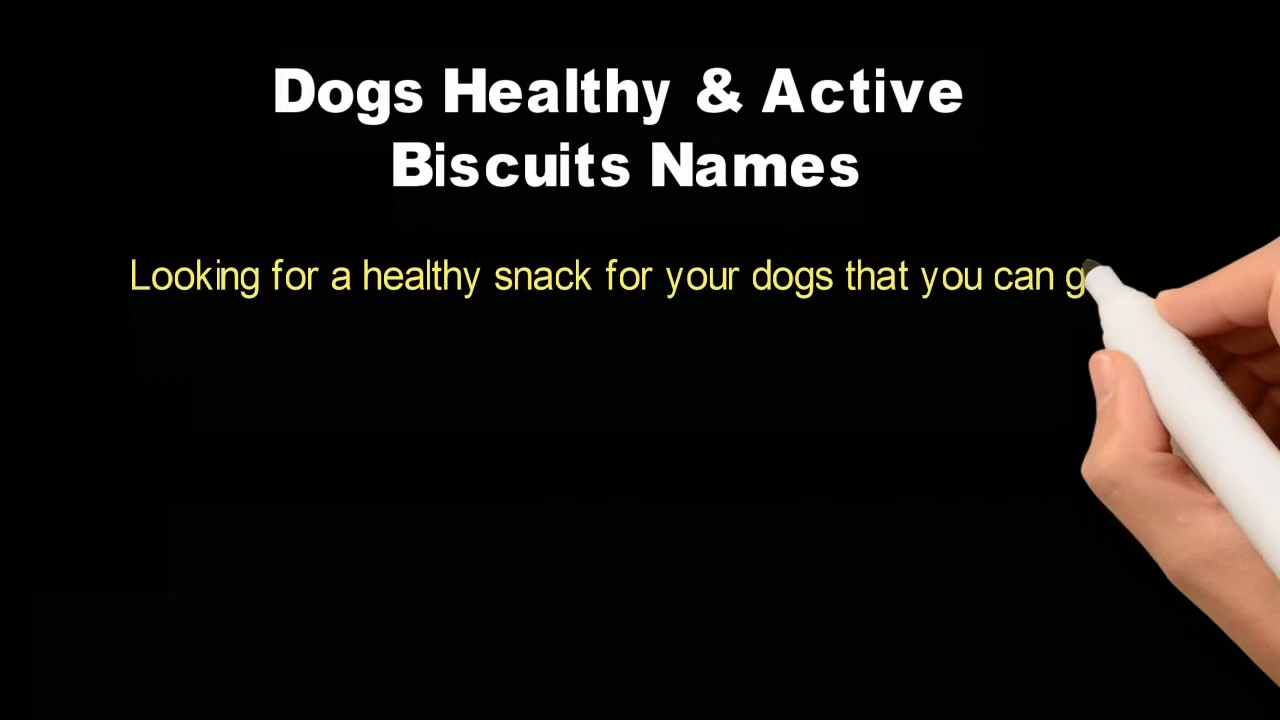 Dogs Healthy & Active
Biscuits Names
Looking for a healthy snack for your dogs that you can g